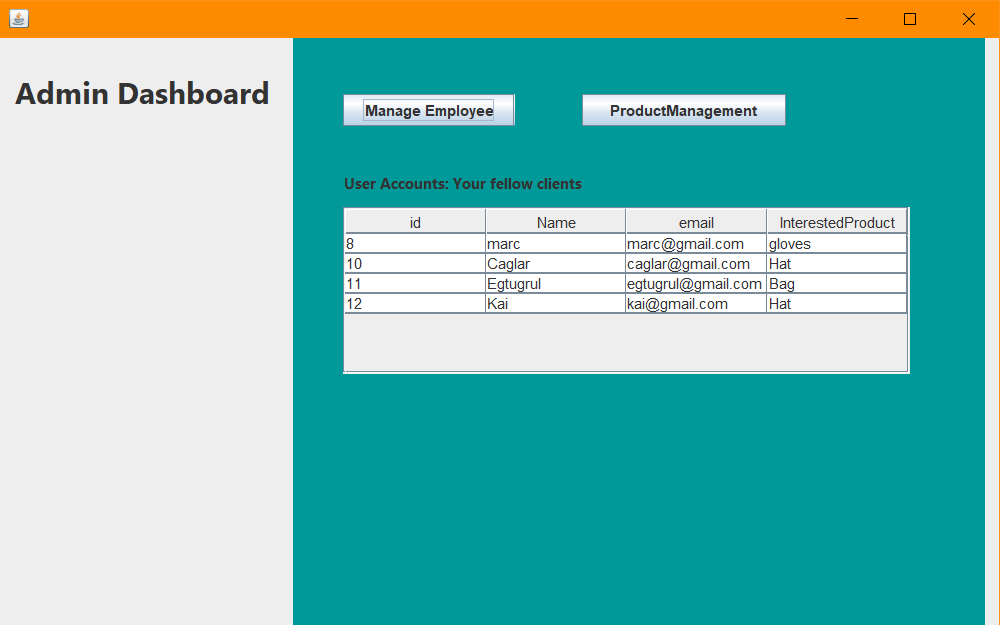 Admin Dashboard
Manage Employee ProductManagement
User Accounts: Your fellow clients
id Name email InterestedProduct
8 marc marc@gmail.com gloves
10 Caglar caglar@gmail.com Hat
11 Egtugrul egtugrul@gmail.com Bag
12 Kai kai@gmail.com Hat